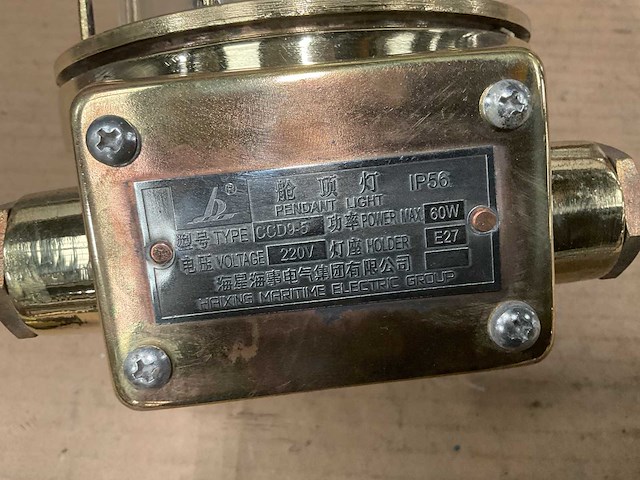 ®
舱 顶 灯 IP56
PENDANT LIGHT
型号 TYPE CCD9-5 功率 POWER MAX 60W
电压 VOLTAGE 220V 灯座 HOLDER E27
海星海事电气集团有限公司
HAIXING MARITIME ELECTRIC GROUP